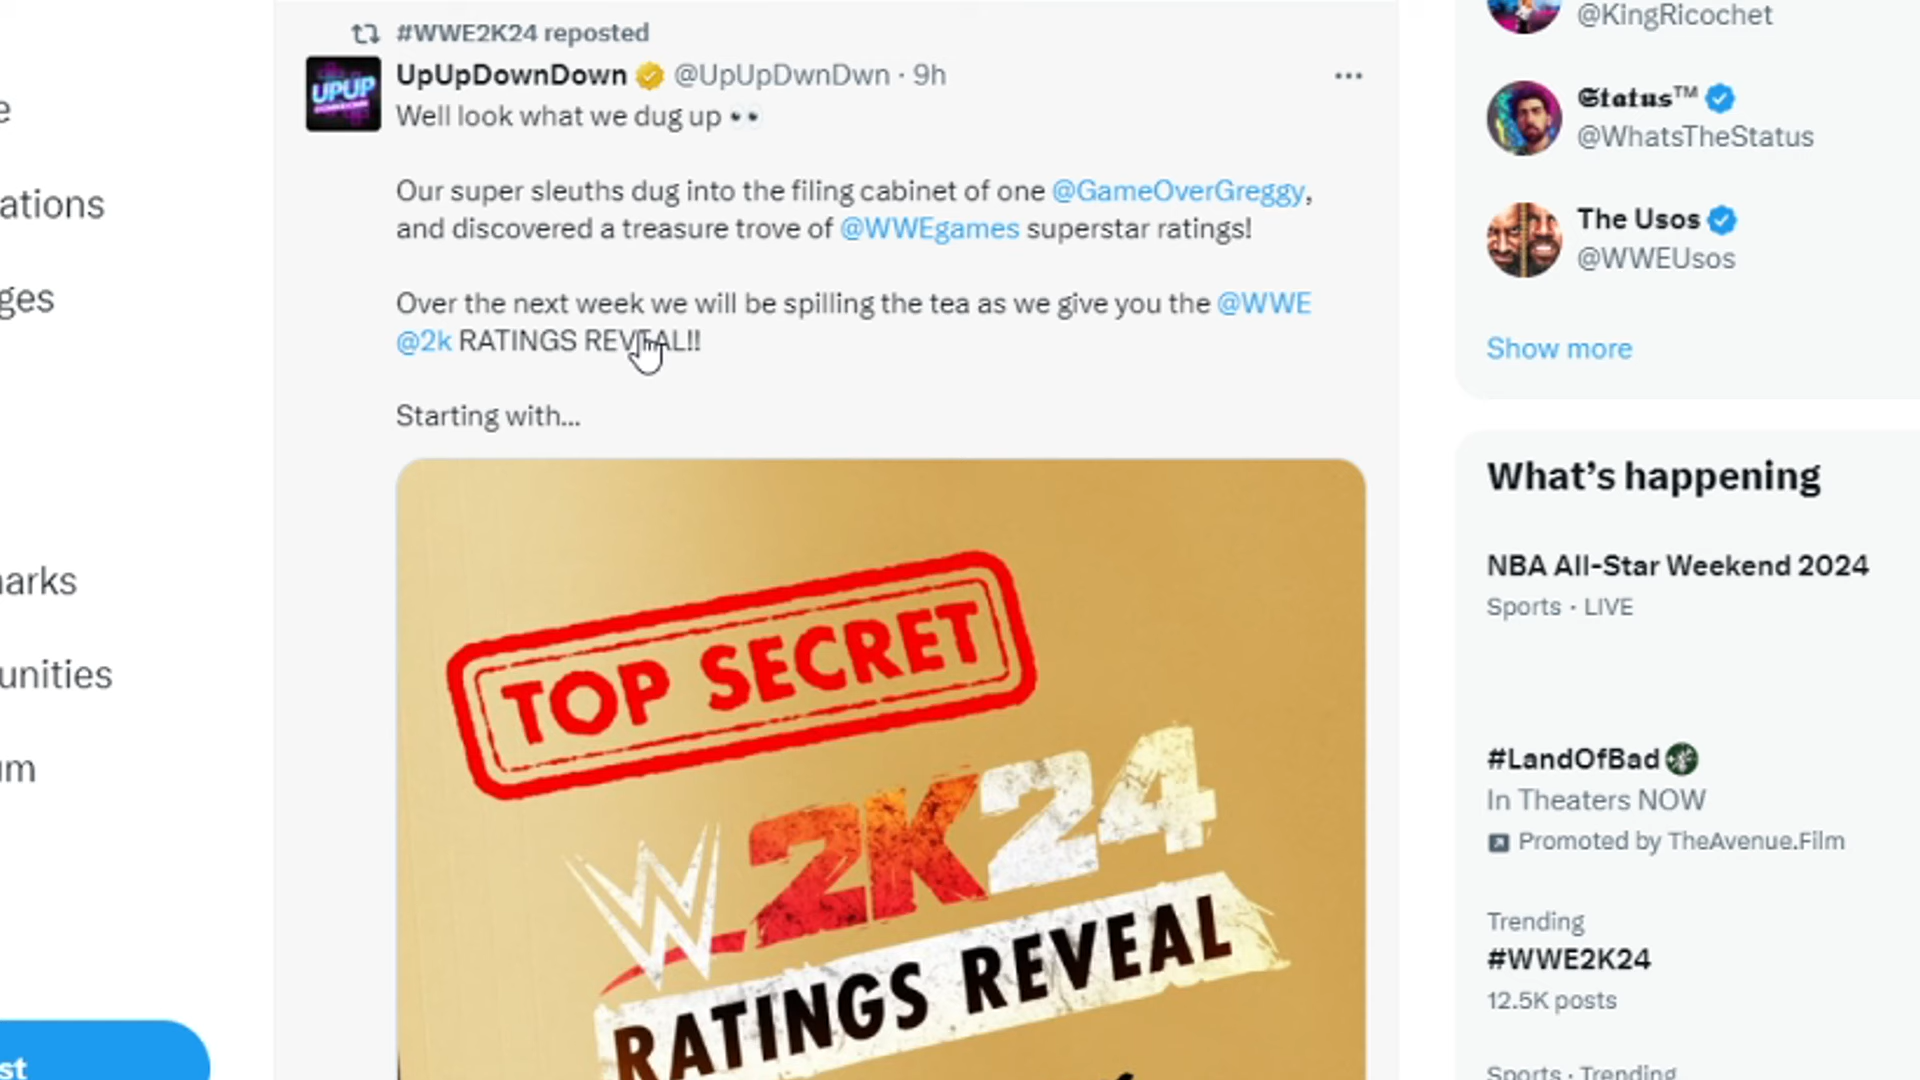 #WWE2K24 reposted
UpUpDownDown @UpUpDwnDwn · 9h
Well look what we dug up 👀
Our super sleuths dug into the filing cabinet of one @GameOverGreggy,
and discovered a treasure trove of @WWEgames superstar ratings!
Over the next week we will be spilling the tea as we give you the @WWE
@2k RATINGS REVEAL!!
Starting with...
UPUP
TOP SECRET
W 2K24
RATINGS REVEAL
e
ations
ges
arks
unities
um
st
@KingRicochet
𝕾𝖙𝖆𝖙𝖚𝖘™
@WhatsTheStatus
The Usos
@WWEUsos
Show more
What's happening
NBA All-Star Weekend 2024
Sports · LIVE
#LandOfBad
In Theaters NOW
Promoted by TheAvenue.Film
Trending
#WWE2K24
12.5K posts
Sports · Trending